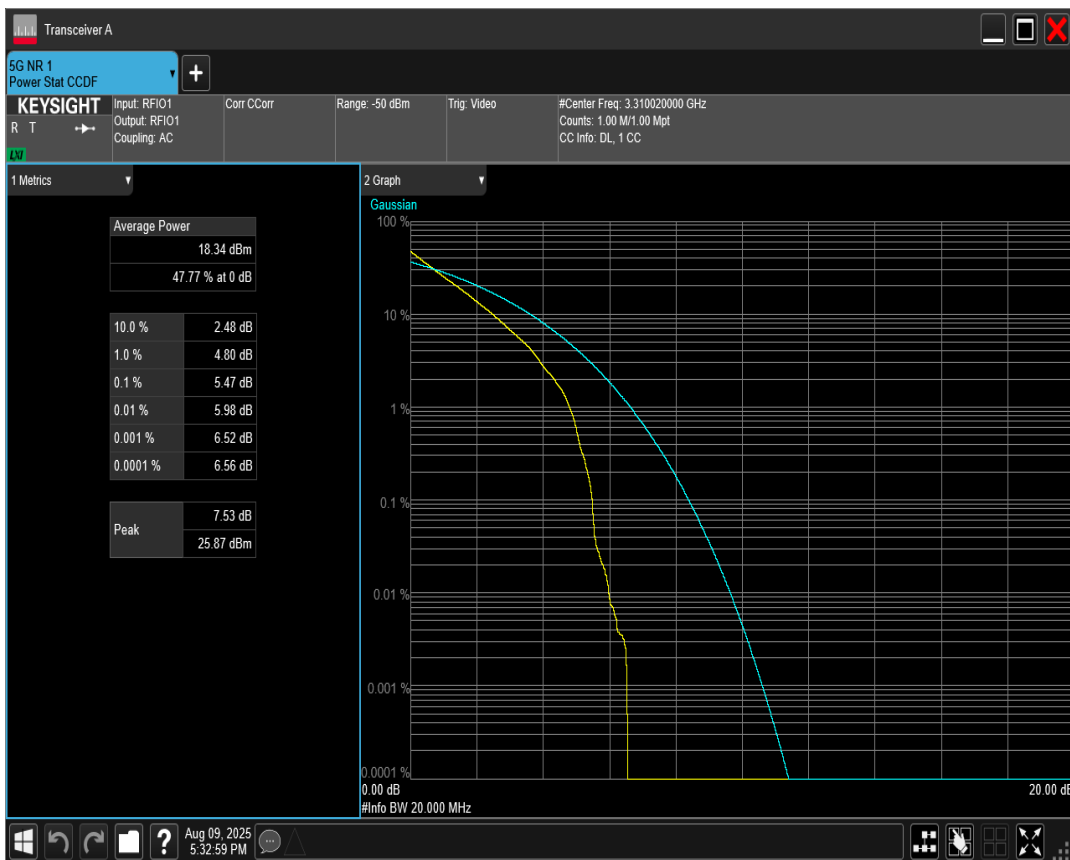 Transceiver A
5G NR 1
Power Stat CCDF
+
KEYSIGHT
R T
LXI
Input: RFIO1
Output: RFIO1
Coupling: AC
Corr CCorr
Range: -50 dBm
Trig: Video
#Center Freq: 3.310020000 GHz
Counts: 1.00 M/1.00 Mpt
CC Info: DL, 1 CC
1 Metrics
Average Power
18.34 dBm
47.77 % at 0 dB
10.0 % 2.48 dB
1.0 % 4.80 dB
0.1 % 5.47 dB
0.01 % 5.98 dB
0.001 % 6.52 dB
0.0001 % 6.56 dB
Peak
7.53 dB
25.87 dBm
2 Graph
Gaussian
100 %
10 %
1 %
0.1 %
0.01 %
0.001 %
0.0001 %
0.00 dB 20.00 dB
#Info BW 20.000 MHz
?
Aug 09, 2025
5:32:59 PM